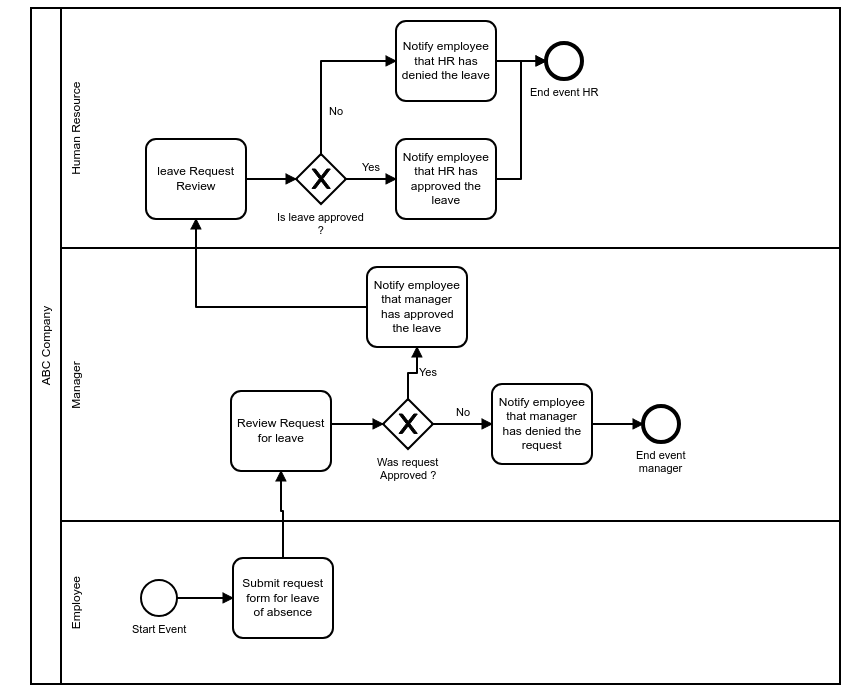 ABC Company
Human Resource
Notify employee
that HR has
denied the leave
End event HR
No
leave Request
Review
Is leave approved
?
Yes
Notify employee
that HR has
approved the
leave
Manager
Notify employee
that manager
has approved
the leave
Yes
Review Request
for leave
Was request
Approved ?
No
Notify employee
that manager
has denied the
request
End event
manager
Employee
Start Event
Submit request
form for leave
of absence